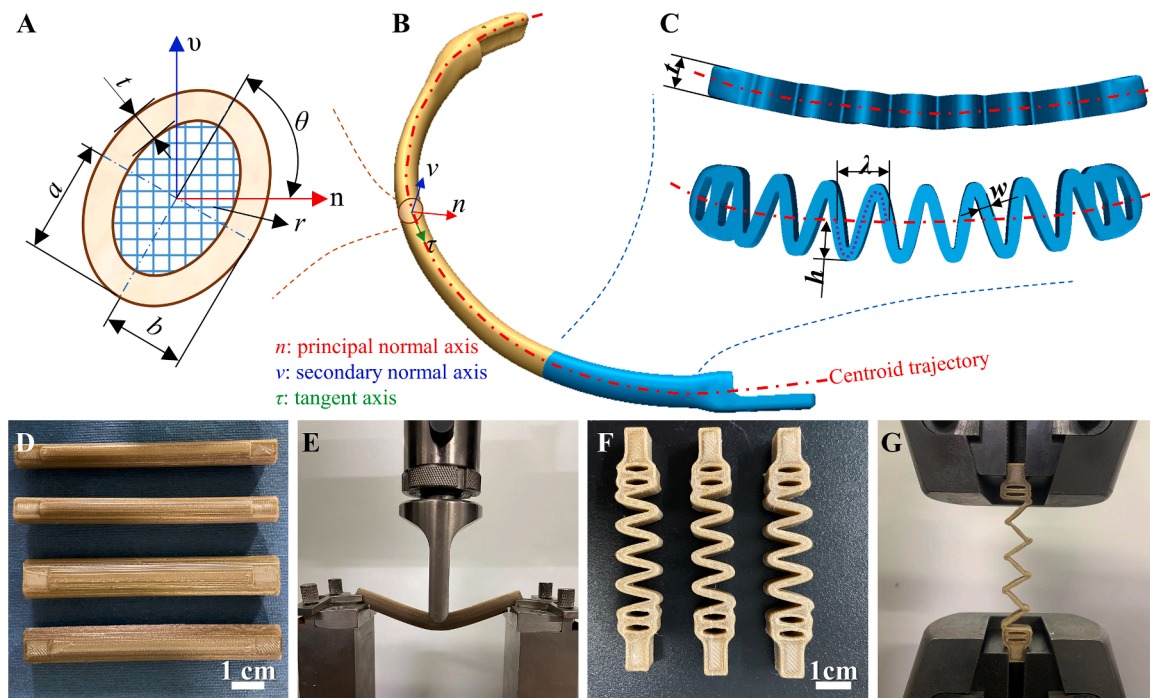 A
υ
t
θ
a
n
r
b
B
v
n
τ
n: principal normal axis
v: secondary normal axis
τ: tangent axis
Centroid trajectory
C
t
λ
w
h
D
1 cm
E
F
1cm
G